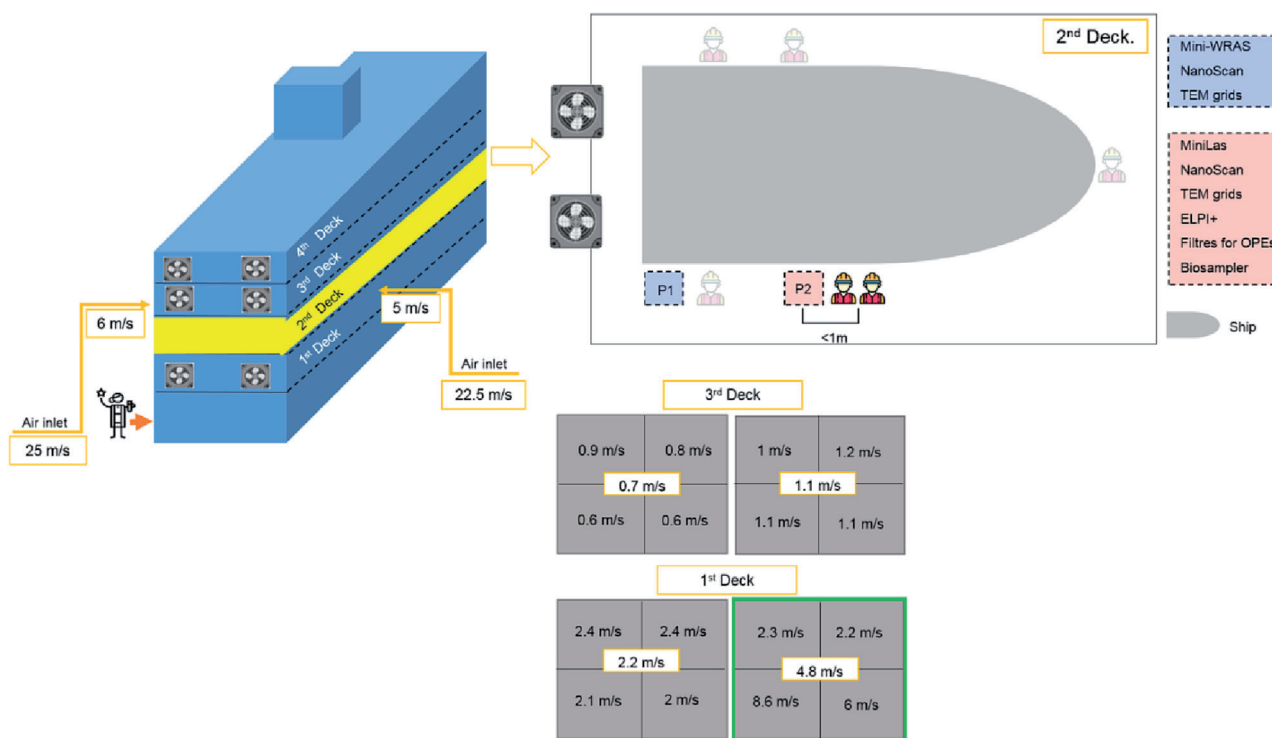 2nd Deck.
Mini-WRAS
NanoScan
TEM grids
MiniLas
NanoScan
TEM grids
ELPI+
Filtres for OPEs
Biosampler
Ship
P1
P2
<1m
4th Deck
3rd Deck
2nd Deck
1st Deck
6 m/s
5 m/s
Air inlet
25 m/s
Air inlet
22.5 m/s
3rd Deck
0.9 m/s
0.8 m/s
0.7 m/s
0.6 m/s
0.6 m/s
1 m/s
1.2 m/s
1.1 m/s
1.1 m/s
1.1 m/s
1st Deck
2.4 m/s
2.4 m/s
2.2 m/s
2.1 m/s
2 m/s
2.3 m/s
2.2 m/s
4.8 m/s
8.6 m/s
6 m/s